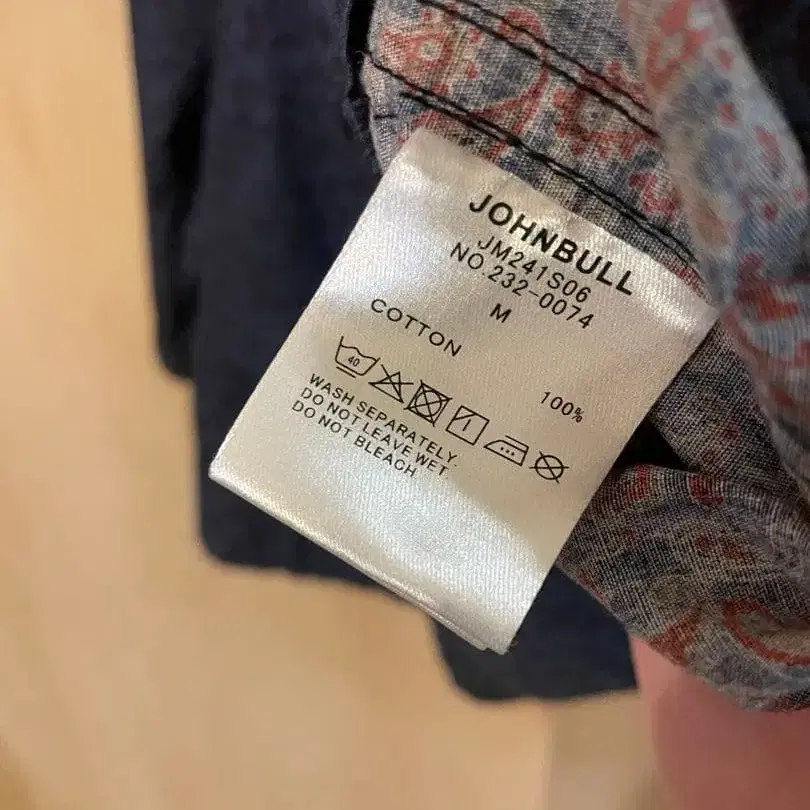 JOHNBULL
JM241S06
NO.232-0074
M
COTTON 100%
40
WASH SEPARATELY.
DO NOT LEAVE WET.
DO NOT BLEACH